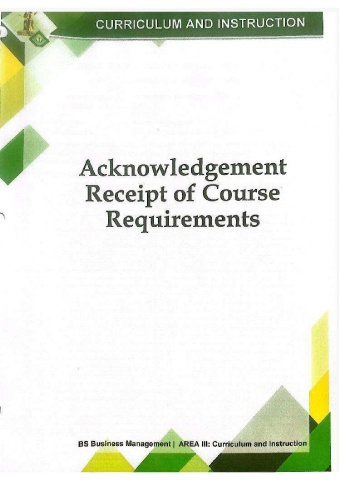 CURRICULUM AND INSTRUCTION
Acknowledgement
Receipt of Course
Requirements
BS Business Management | AREA III: Curriculum and Instruction